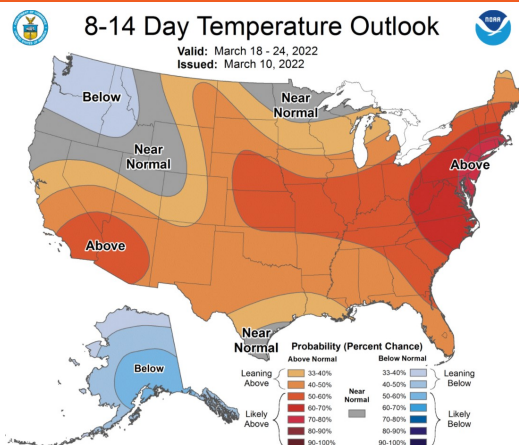 8-14 Day Temperature Outlook
Valid: March 18 - 24, 2022
Issued: March 10, 2022
NOAA
Below
Near
Normal
Near
Normal
Above
Above
Near
Normal
Below
Probability (Percent Chance)
Above Normal
Below Normal
Leaning
Above
33-40%
40-50%
Likely
Above
50-60%
60-70%
70-80%
80-90%
90-100%
Near
Normal
33-40%
40-50%
Leaning
Below
50-60%
60-70%
70-80%
80-90%
90-100%
Likely
Below